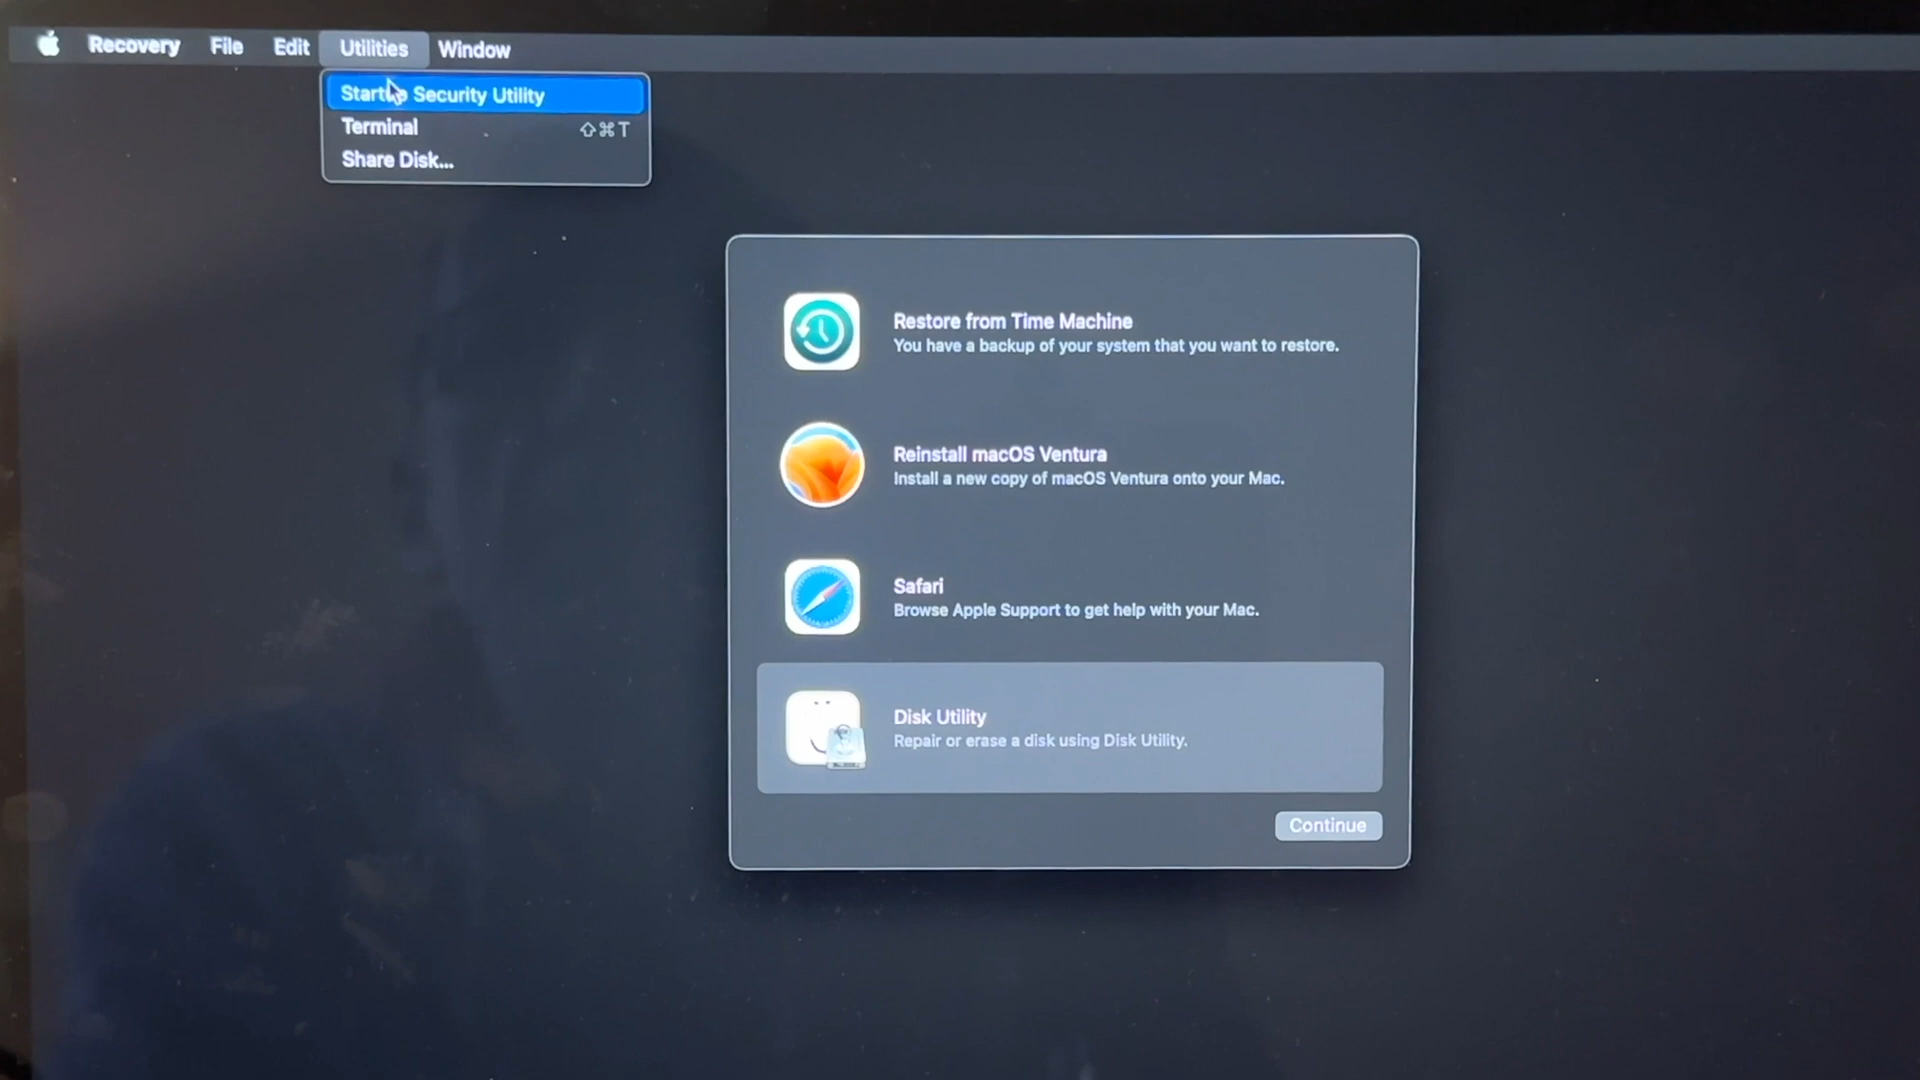 Recovery File Edit Utilities Window
Security Utility
Terminal ⇧⌘T
Share Disk...
Restore from Time Machine
You have a backup of your system that you want to restore.
Reinstall macOS Ventura
Install a new copy of macOS Ventura onto your Mac.
Safari
Browse Apple Support to get help with your Mac.
Disk Utility
Repair or erase a disk using Disk Utility.
Continue